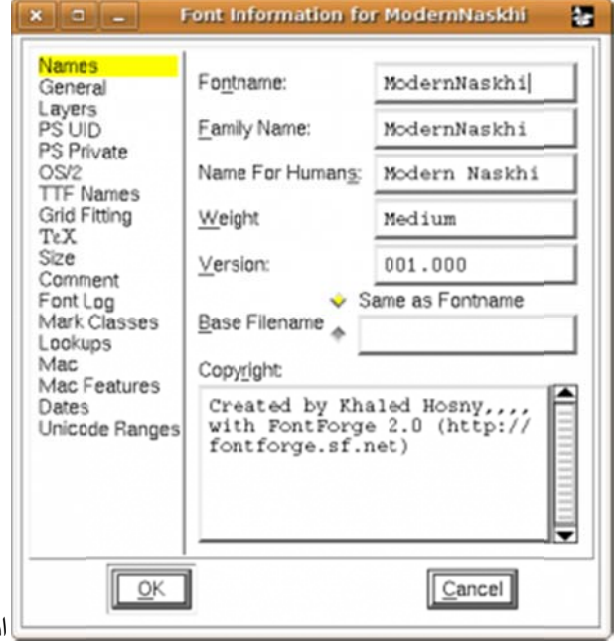 Font Information for ModernNaskhi
Names
General
Layers
PS UID
PS Private
OS/2
TTF Names
Grid Fitting
TeX
Size
Comment
Font Log
Mark Classes
Lookups
Mac
Mac Features
Dates
Unicode Ranges
Fontname: ModernNaskhi
Family Name: ModernNaskhi
Name For Humans: Modern Naskhi
Weight Medium
Version: 001.000
Same as Fontname
Base Filename
Copyright:
Created by Khaled Hosny,,,,
with FontForge 2.0 (http://
fontforge.sf.net)
OK Cancel